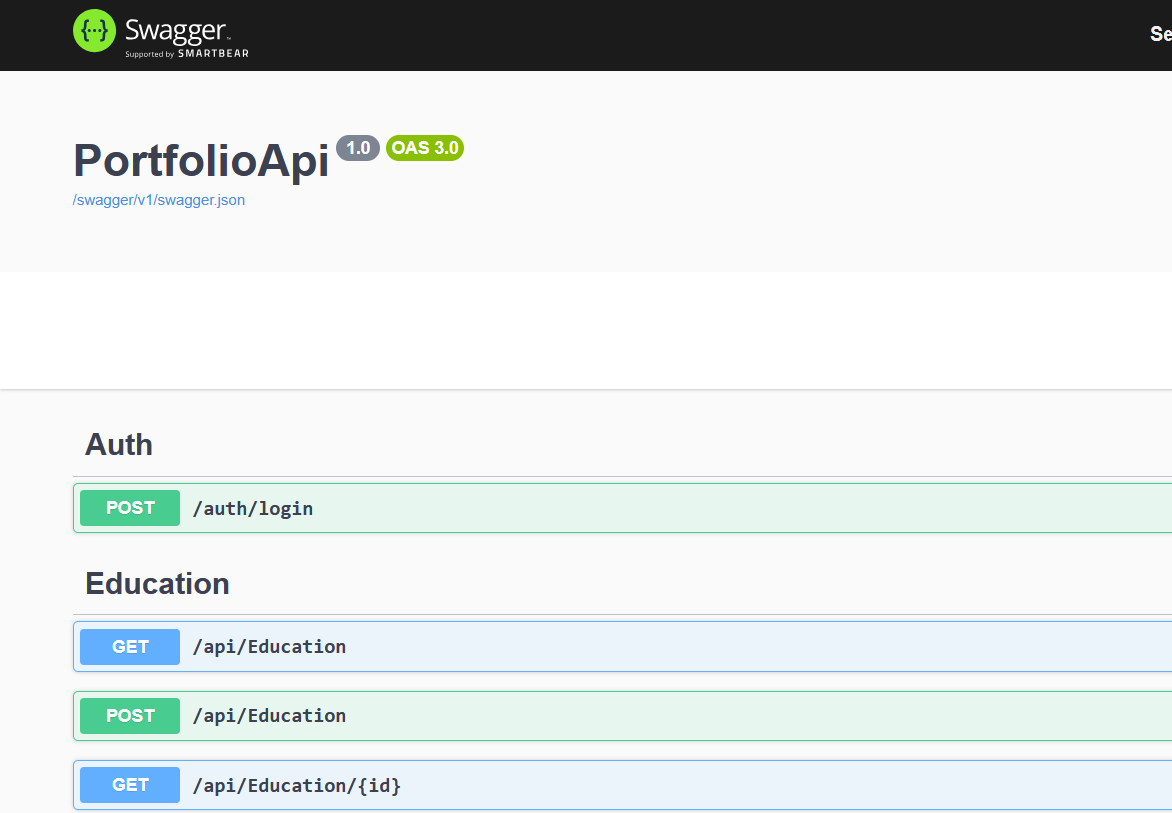 {···} Swagger™
Supported by SMARTBEAR
Se
PortfolioApi 1.0 OAS 3.0
/swagger/v1/swagger.json
Auth
POST /auth/login
Education
GET /api/Education
POST /api/Education
GET /api/Education/{id}